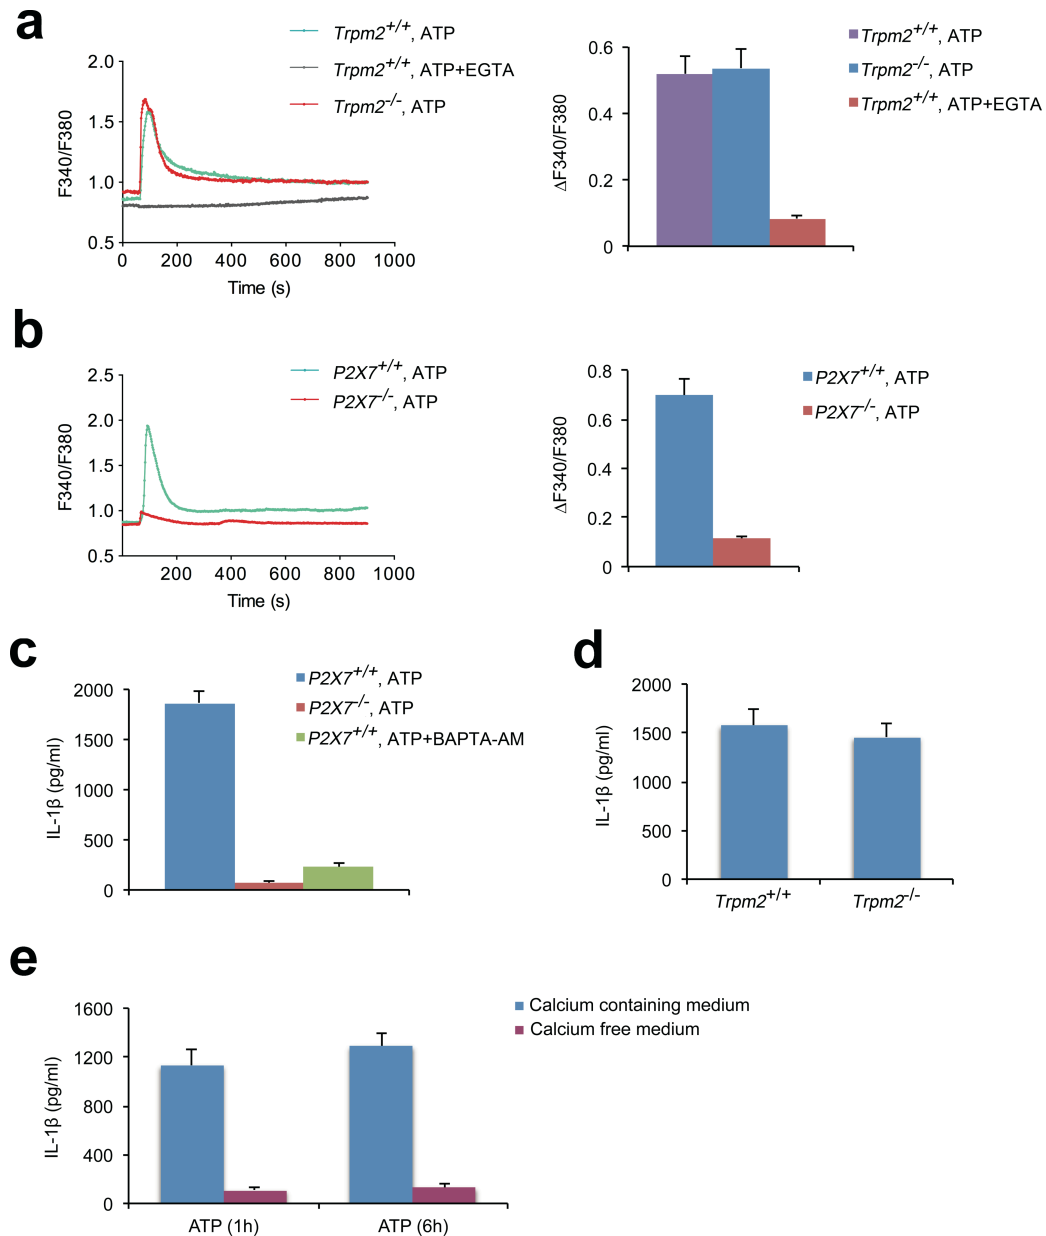 a
Trpm2+/+, ATP
Trpm2+/+, ATP+EGTA
Trpm2-/-, ATP
F340/F380
2.0
1.5
1.0
0.5
0 200 400 600 800 1000
Time (s)
Trpm2+/+, ATP
Trpm2-/-, ATP
Trpm2+/+, ATP+EGTA
ΔF340/F380
0.6
0.4
0.2
0
b
P2X7+/+, ATP
P2X7-/-, ATP
F340/F380
2.5
2.0
1.5
1.0
0.5
200 400 600 800 1000
Time (s)
P2X7+/+, ATP
P2X7-/-, ATP
ΔF340/F380
0.8
0.6
0.4
0.2
0
c
P2X7+/+, ATP
P2X7-/-, ATP
P2X7+/+, ATP+BAPTA-AM
IL-1β (pg/ml)
2000
1500
1000
500
0
d
IL-1β (pg/ml)
2000
1500
1000
500
0
Trpm2+/+ Trpm2-/-
e
Calcium containing medium
Calcium free medium
IL-1β (pg/ml)
1600
1200
800
400
0
ATP (1h) ATP (6h)